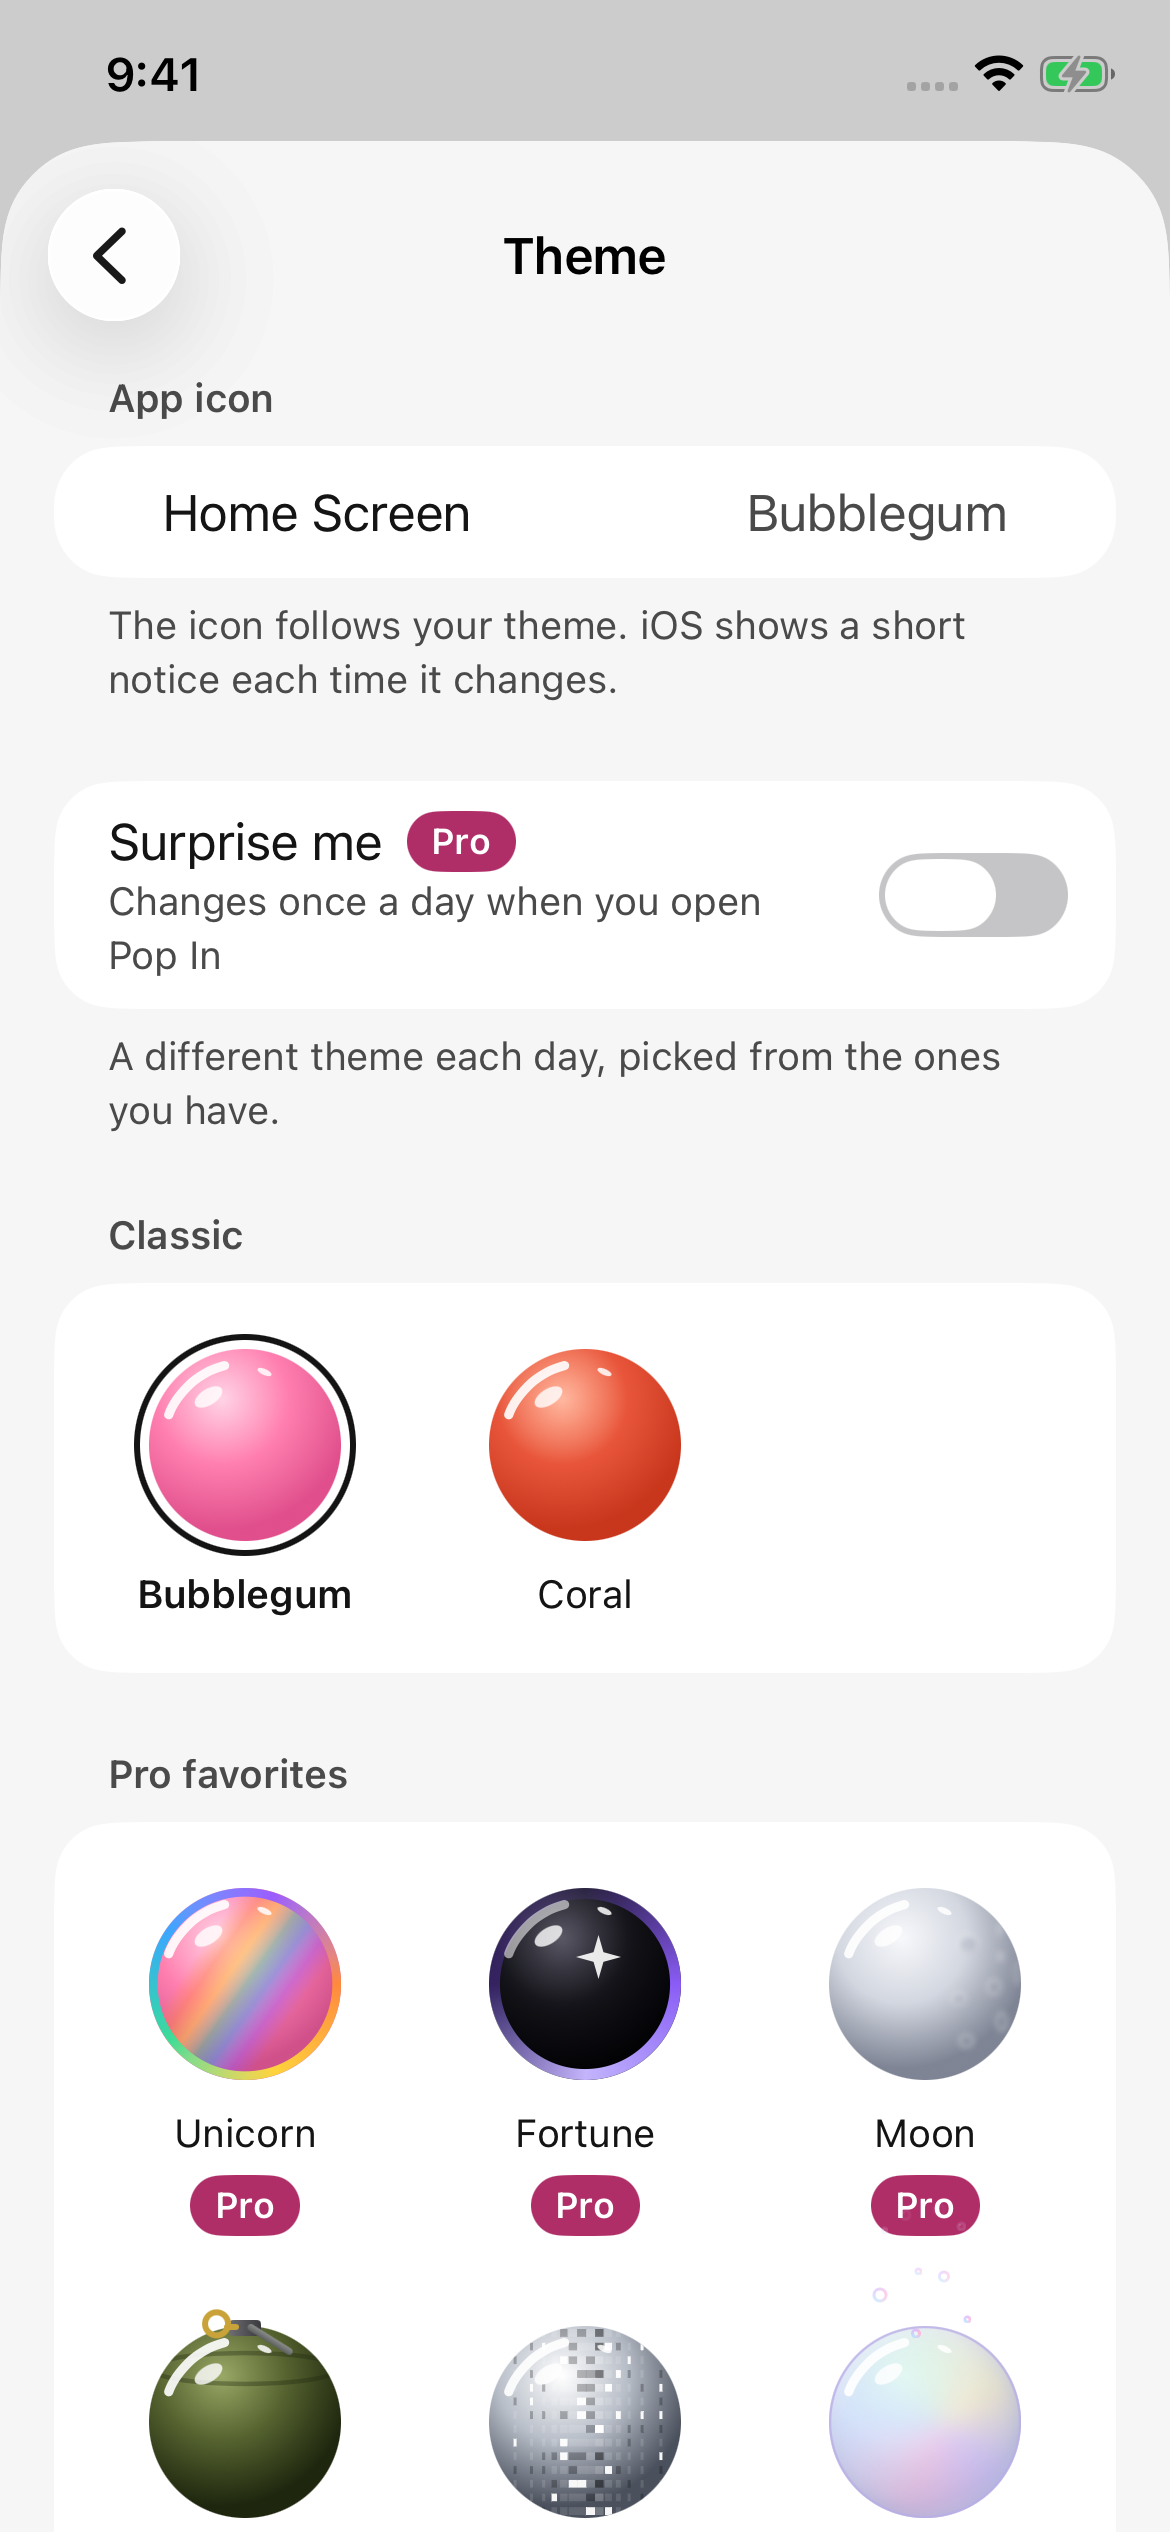 9:41
Theme
App icon
Home Screen
Bubblegum
The icon follows your theme. iOS shows a short
notice each time it changes.
Surprise me
Pro
Changes once a day when you open
Pop In
A different theme each day, picked from the ones
you have.
Classic
Bubblegum
Coral
Pro favorites
Unicorn
Fortune
Moon
Pro
Pro
Pro